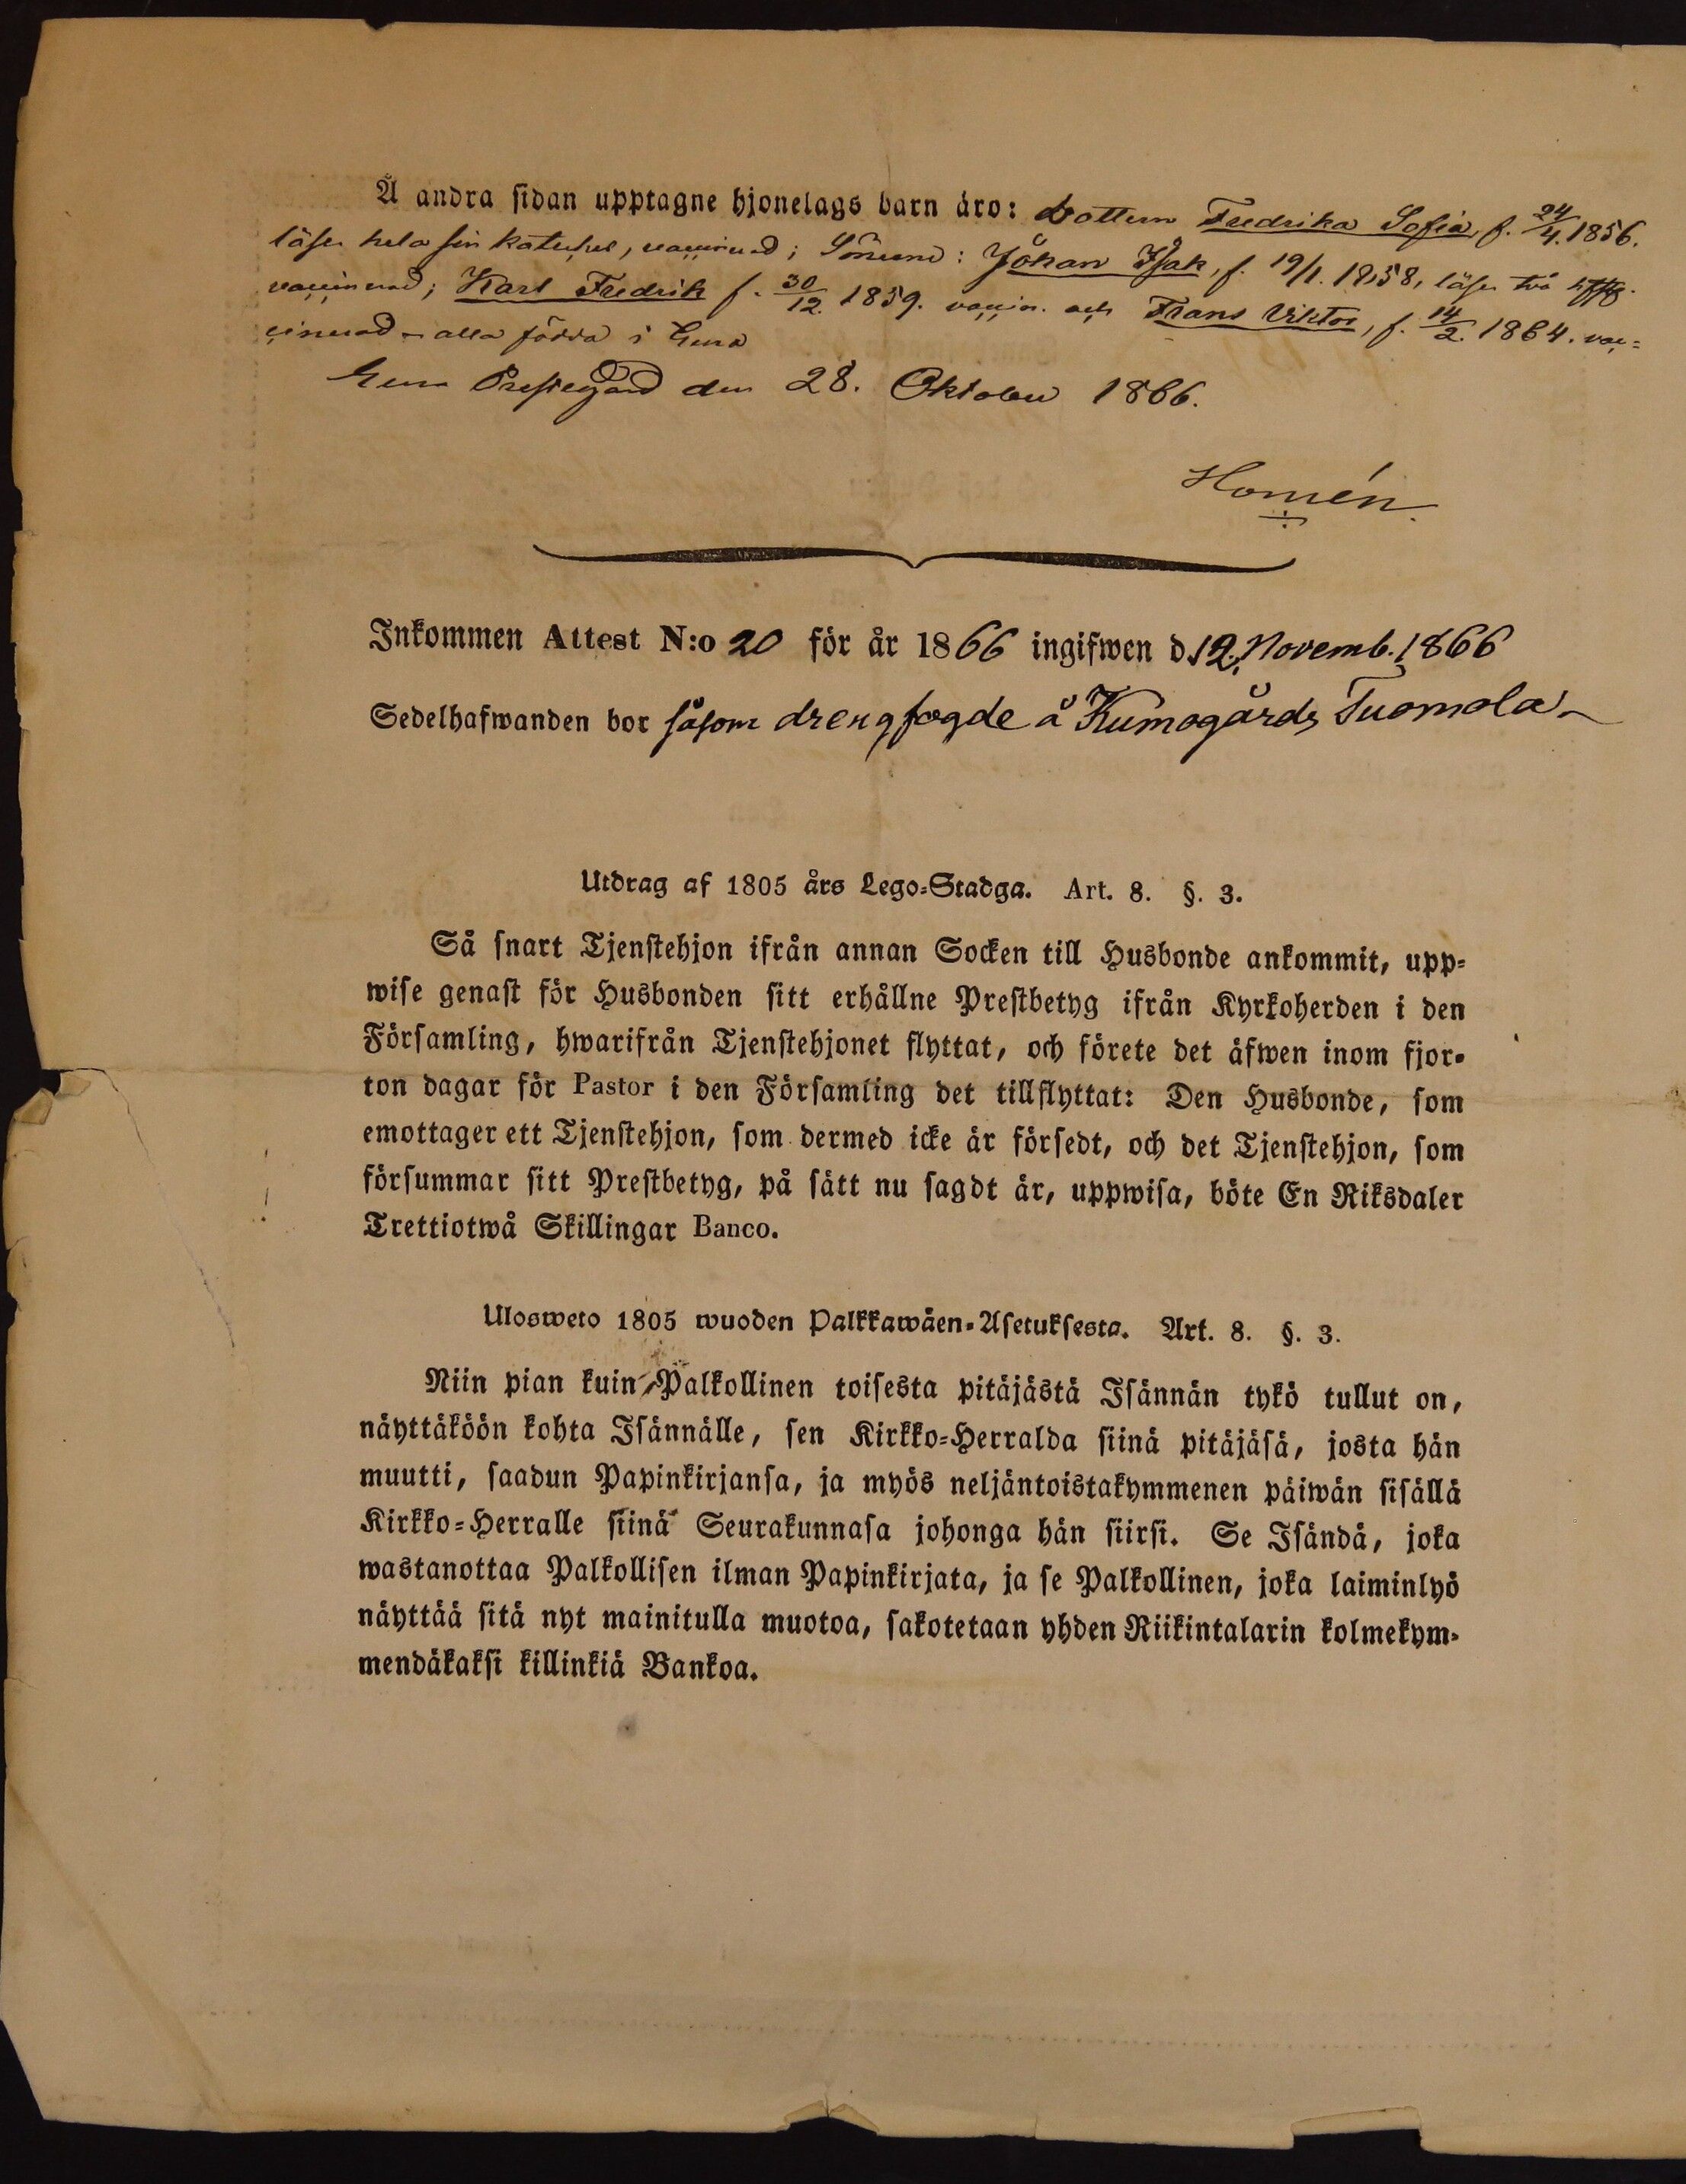 Å andra sidan upptagne hjonelags barn äro: Dottern Fredrika Sofia, f. 24/4. 1856.
läser hela sin kateches, vaccinerad; Sönerne: Johan Isak, f. 19/1. 1858, läser två
vaccinerad; Karl Fredrik f. 30/12. 1859. vaccin. och Frans Viktor, f. 14/2. 1864. vac=
cinerad - alla födda i Eura
Eura Prestegård den 28. Oktober 1866.
Homén
Inkommen Attest N:o 20 för år 1866 ingifwen d. 12. Novemb. 1866
Sedelhafwanden bor såsom drengfogde å Kumogårds Tuomola
Utdrag af 1805 års Lego-Stadga. Art. 8. §. 3.
Så snart Tjenstehjon ifrån annan Socken till Husbonde ankommit, upp-
wise genast för Husbonden sitt erhållne Prestbetyg ifrån Kyrkoherden i den
Församling, hwarifrån Tjenstehjonet flyttat, och förete det äfwen inom fjor-
ton dagar för Pastor i den Församling det tillflyttat: Den Husbonde, som
emottager ett Tjenstehjon, som dermed icke är försedt, och det Tjenstehjon, som
försummar sitt Prestbetyg, på sätt nu sagdt är, uppwisa, böte En Riksdaler
Trettiotwå Skillingar Banco.
Ulosweto 1805 wuoden Palkkawäen-Asetuksesta. Art. 8. §. 3.
Niin pian kuin Palkollinen toisesta pitäjästä Isännän tykö tullut on,
näyttäköön kohta Isännälle, sen Kirkko-Herralda siinä pitäjäsä, josta hän
muutti, saadun Papinkirjansa, ja myös neljäntoistakymmenen päiwän sisällä
Kirkko-Herralle siinä Seurakunnasa johonga hän siirsi. Se Isändä, joka
wastanottaa Palkollisen ilman Papinkirjata, ja se Palkollinen, joka laiminlyö
näyttää sitä nyt mainitulla muotoa, sakotetaan yhden Riikintalarin kolmekym-
mendäkaksi killinkiä Bankoa.